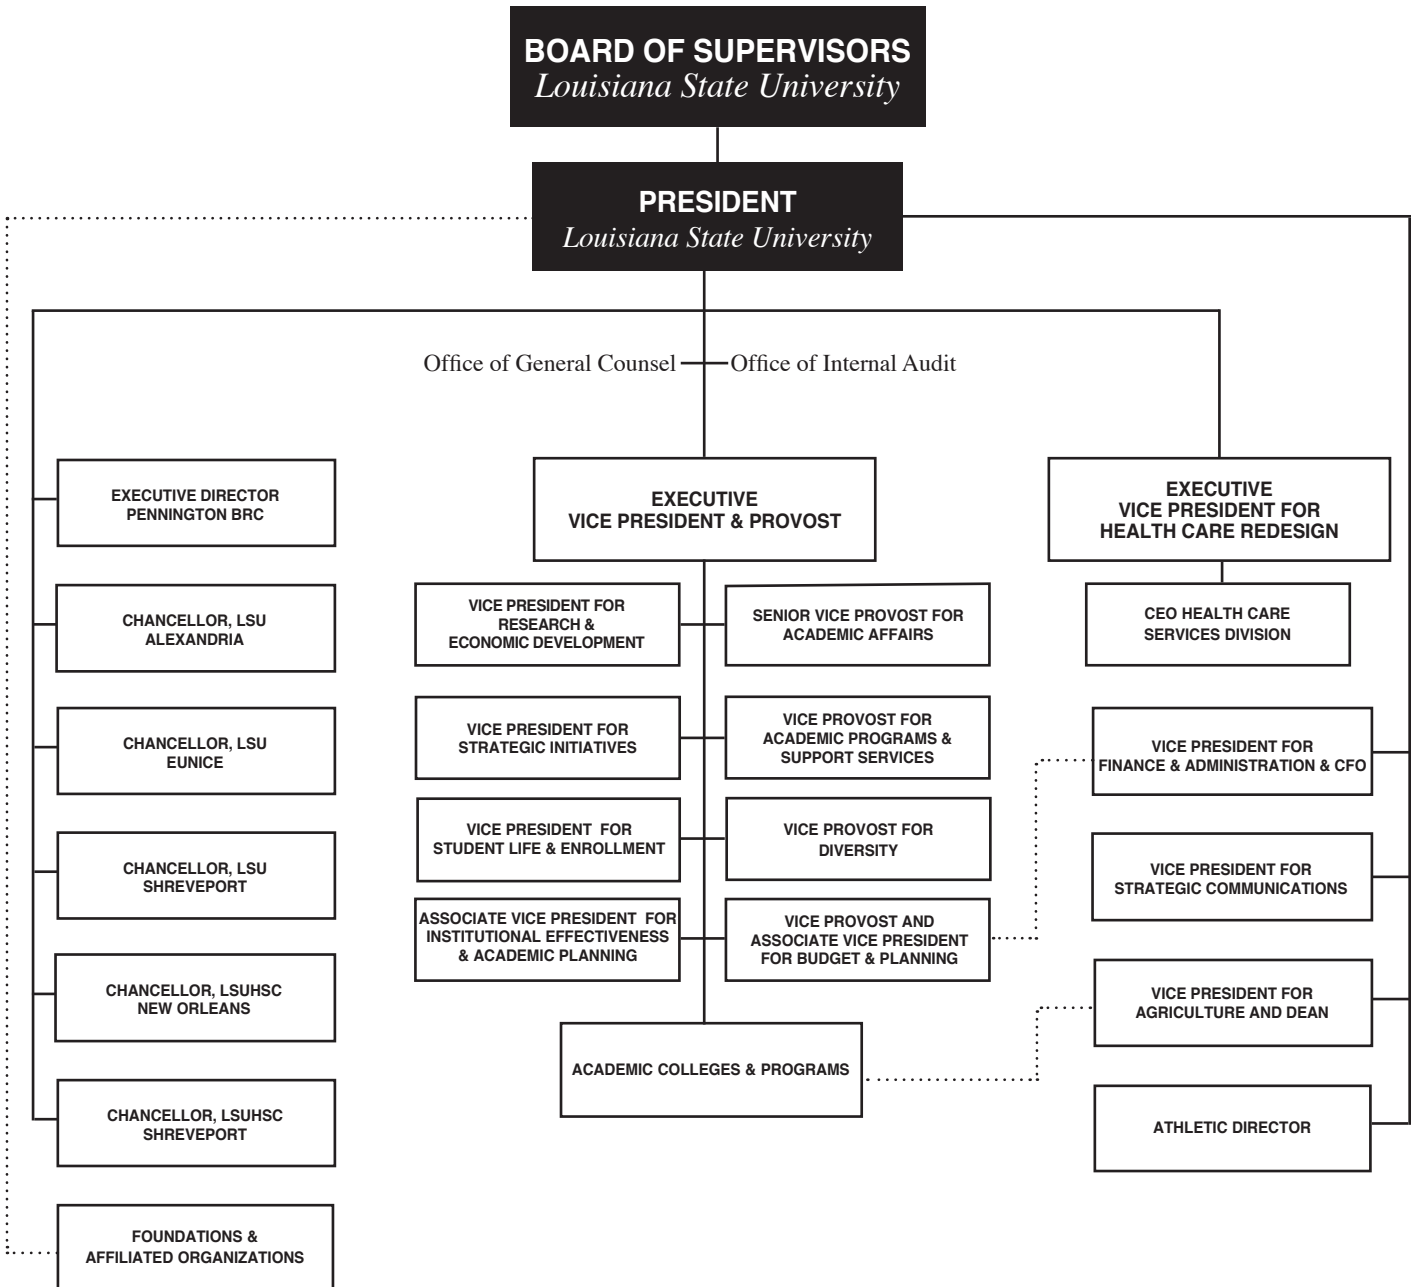 BOARD OF SUPERVISORS
Louisiana State University
PRESIDENT
Louisiana State University
Office of General Counsel
Office of Internal Audit
EXECUTIVE DIRECTOR
PENNINGTON BRC
CHANCELLOR, LSU
ALEXANDRIA
CHANCELLOR, LSU
EUNICE
CHANCELLOR, LSU
SHREVEPORT
CHANCELLOR, LSUHSC
NEW ORLEANS
CHANCELLOR, LSUHSC
SHREVEPORT
FOUNDATIONS &
AFFILIATED ORGANIZATIONS
EXECUTIVE
VICE PRESIDENT & PROVOST
VICE PRESIDENT FOR
RESEARCH &
ECONOMIC DEVELOPMENT
SENIOR VICE PROVOST FOR
ACADEMIC AFFAIRS
VICE PRESIDENT FOR
STRATEGIC INITIATIVES
VICE PROVOST FOR
ACADEMIC PROGRAMS &
SUPPORT SERVICES
VICE PRESIDENT FOR
STUDENT LIFE & ENROLLMENT
VICE PROVOST FOR
DIVERSITY
ASSOCIATE VICE PRESIDENT FOR
INSTITUTIONAL EFFECTIVENESS
& ACADEMIC PLANNING
VICE PROVOST AND
ASSOCIATE VICE PRESIDENT
FOR BUDGET & PLANNING
ACADEMIC COLLEGES & PROGRAMS
EXECUTIVE
VICE PRESIDENT FOR
HEALTH CARE REDESIGN
CEO HEALTH CARE
SERVICES DIVISION
VICE PRESIDENT FOR
FINANCE & ADMINISTRATION & CFO
VICE PRESIDENT FOR
STRATEGIC COMMUNICATIONS
VICE PRESIDENT FOR
AGRICULTURE AND DEAN
ATHLETIC DIRECTOR